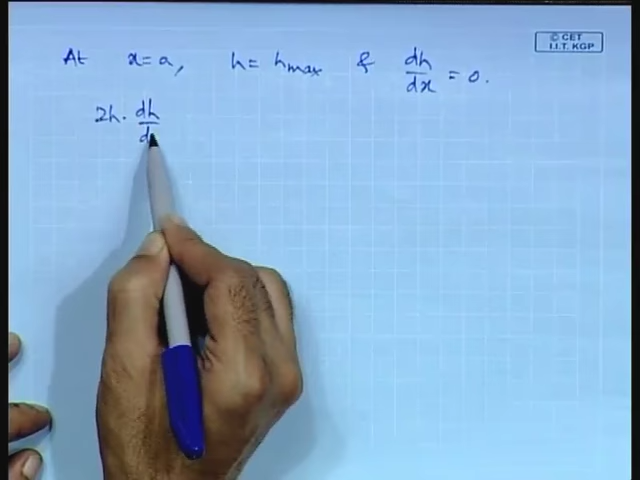 © CET
I.I.T. KGP
At x = a, h = hmax & dh/dx = 0.
2h · dh/d